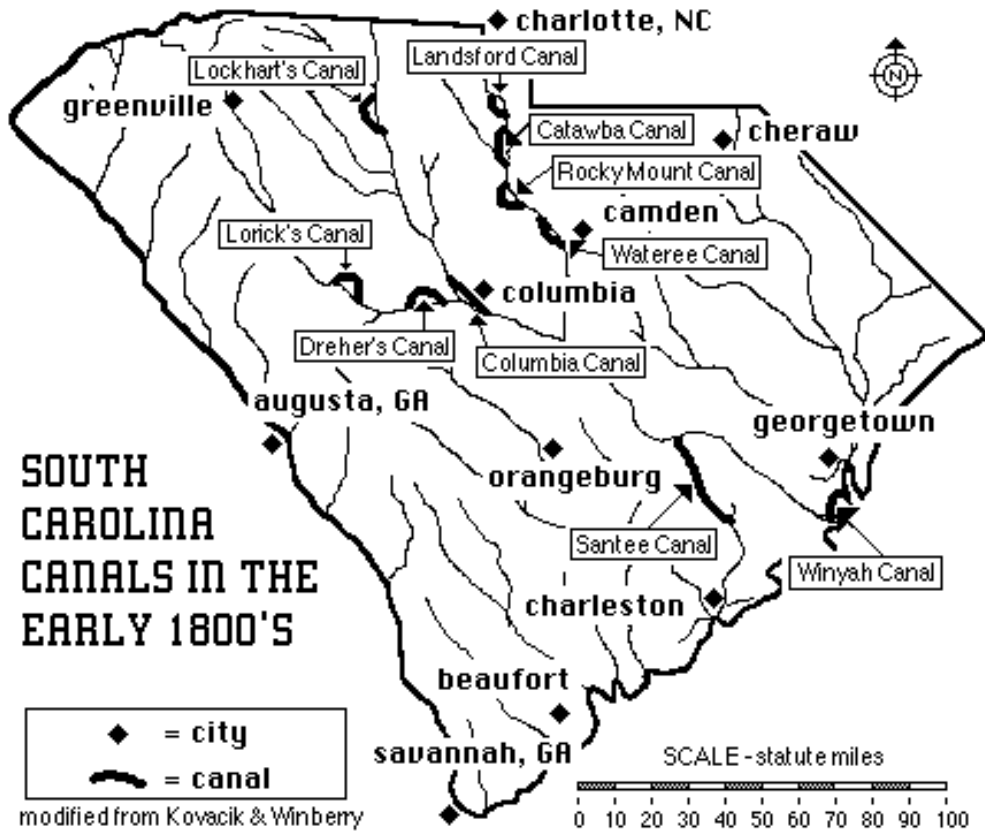 charlotte, NC
Landsford Canal
Lockhart's Canal
N
greenville
Catawba Canal
cheraw
Rocky Mount Canal
camden
Lorick's Canal
Wateree Canal
columbia
Dreher's Canal
Columbia Canal
augusta, GA
georgetown
orangeburg
Santee Canal
Winyah Canal
charleston
beaufort
savannah, GA
SOUTH
CAROLINA
CANALS IN THE
EARLY 1800'S
= city
= canal
modified from Kovacik & Winberry
SCALE - statute miles
0 10 20 30 40 50 60 70 80 90 100